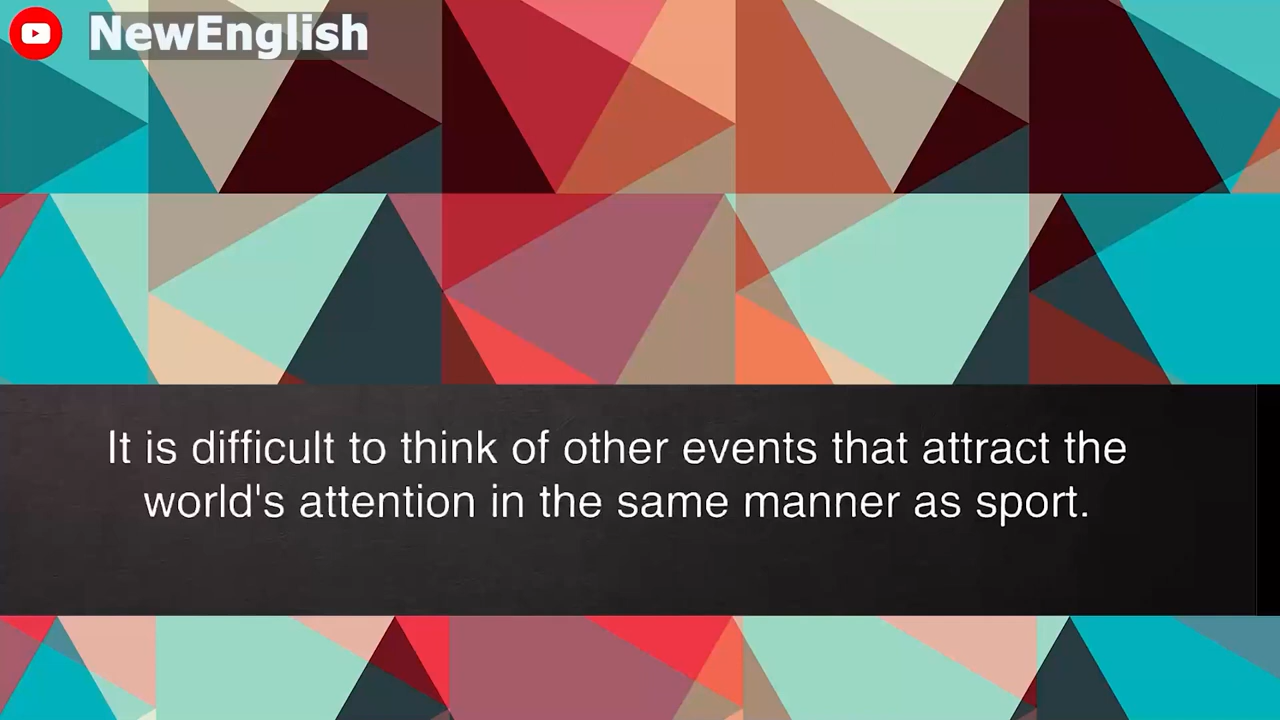 NewEnglish
It is difficult to think of other events that attract the
world's attention in the same manner as sport.